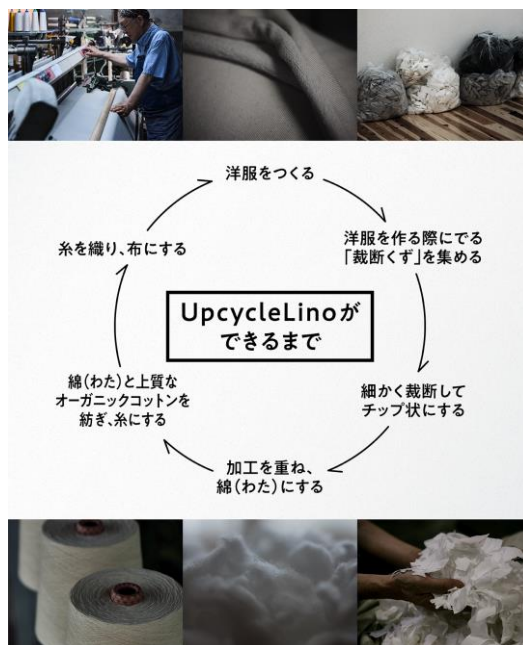 洋服をつくる
洋服を作る際にでる
「裁断くず」を集める
細かく裁断して
チップ状にする
加工を重ね、
綿(わた)にする
綿(わた)と上質な
オーガニックコットンを
紡ぎ、糸にする
糸を織り、布にする
UpcycleLinoが
できるまで